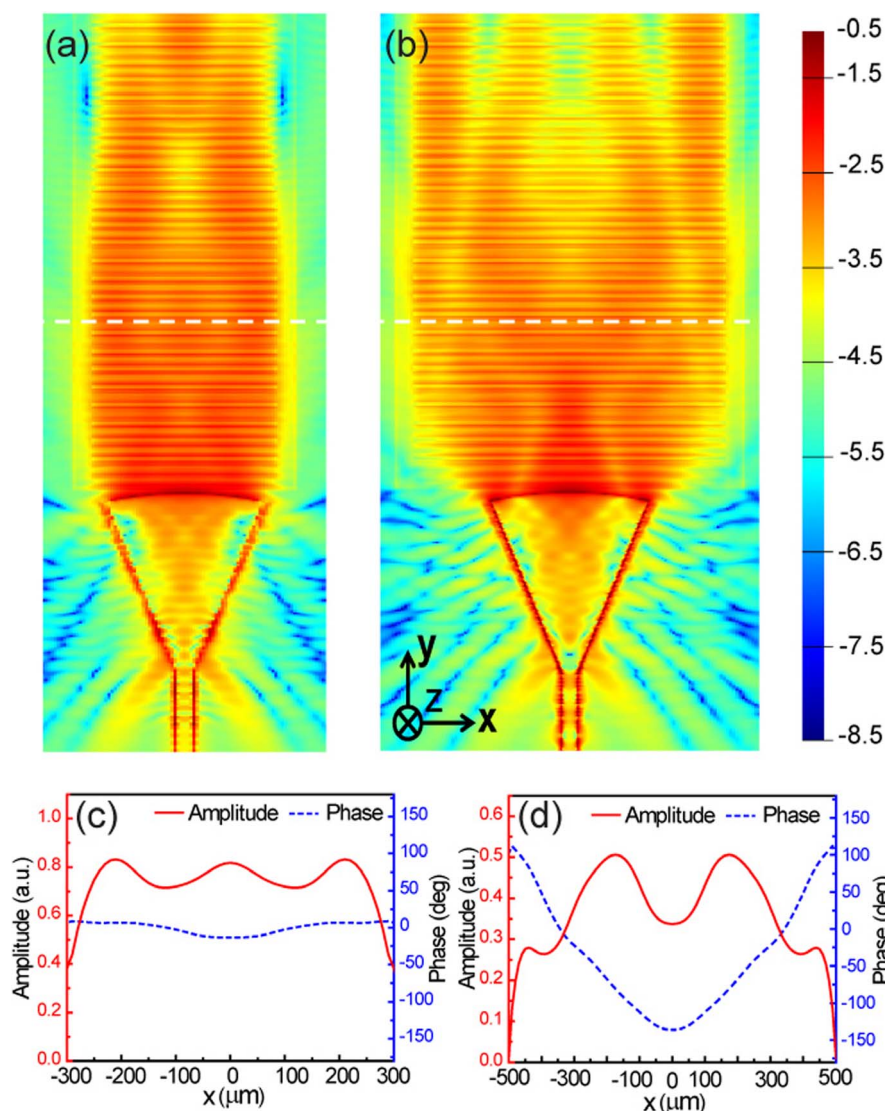 (a)
(b)
-0.5
-1.5
-2.5
-3.5
-4.5
-5.5
-6.5
-7.5
-8.5
y
z
x
(c)
Amplitude
Phase
1.0
0.8
0.6
0.4
0.2
0.0
Amplitude (a.u.)
150
100
50
0
-50
-100
-150
Phase (deg)
-300
-200
-100
0
100
200
300
x (μm)
(d)
Amplitude
Phase
0.6
0.5
0.4
0.3
0.2
0.1
0.0
Amplitude (a.u.)
150
100
50
0
-50
-100
-150
Phase (deg)
-500
-300
-100
0
100
300
500
x (μm)